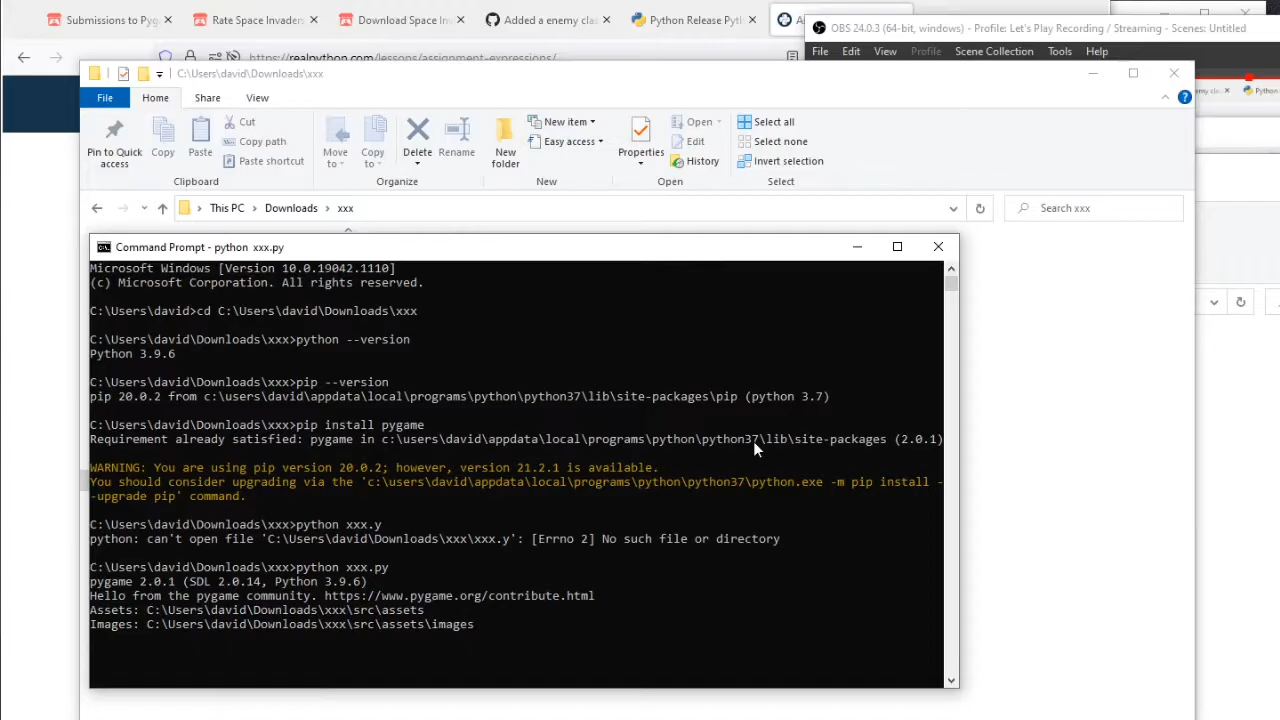 Submissions to Pyg
Rate Space Invaders
Download Space In
Added a enemy clas
Python Release Pytl
OBS 24.0.3 (64-bit, windows) - Profile: Let's Play Recording / Streaming - Scenes: Untitled
File Edit View Profile Scene Collection Tools Help
https://realpython.com/lessons/assignment-expressions/
C:\Users\david\Downloads\xxx
File Home Share View
Pin to Quick access
Copy
Paste
Cut
Copy path
Paste shortcut
Clipboard
Move to
Copy to
Delete
Rename
Organize
New folder
New item
Easy access
New
Properties
Open
Edit
History
Open
Select all
Select none
Invert selection
Select
This PC > Downloads > xxx
Search xxx
Command Prompt - python xxx.py
Microsoft Windows [Version 10.0.19042.1110]
(c) Microsoft Corporation. All rights reserved.
C:\Users\david>cd C:\Users\david\Downloads\xxx
C:\Users\david\Downloads\xxx>python --version
Python 3.9.6
C:\Users\david\Downloads\xxx>pip --version
pip 20.0.2 from c:\users\david\appdata\local\programs\python\python37\lib\site-packages\pip (python 3.7)
C:\Users\david\Downloads\xxx>pip install pygame
Requirement already satisfied: pygame in c:\users\david\appdata\local\programs\python\python37\lib\site-packages (2.0.1)
WARNING: You are using pip version 20.0.2; however, version 21.2.1 is available.
You should consider upgrading via the 'c:\users\david\appdata\local\programs\python\python37\python.exe -m pip install -
-upgrade pip' command.
C:\Users\david\Downloads\xxx>python xxx.y
python: can't open file 'C:\Users\david\Downloads\xxx\xxx.y': [Errno 2] No such file or directory
C:\Users\david\Downloads\xxx>python xxx.py
pygame 2.0.1 (SDL 2.0.14, Python 3.9.6)
Hello from the pygame community. https://www.pygame.org/contribute.html
Assets: C:\Users\david\Downloads\xxx\src\assets
Images: C:\Users\david\Downloads\xxx\src\assets\images